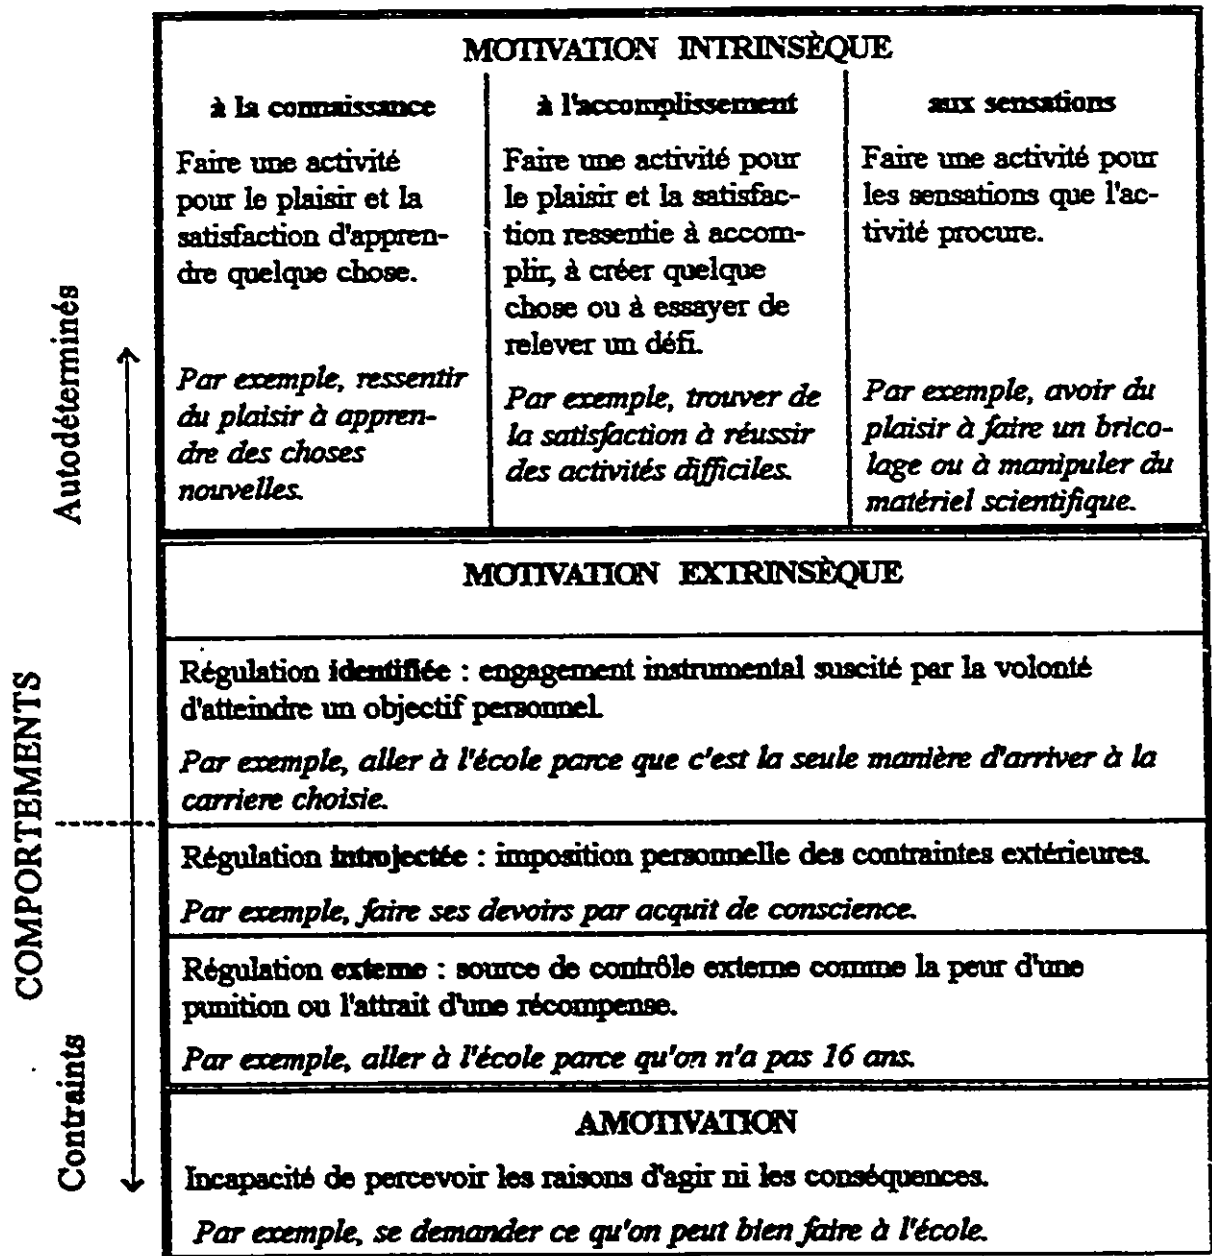 MOTIVATION INTRINSÈQUE
à la connaissance
Faire une activité
pour le plaisir et la
satisfaction d'appren-
dre quelque chose.
Par exemple, ressentir
du plaisir à appren-
dre des choses
nouvelles.
à l'accomplissement
Faire une activité pour
le plaisir et la satisfac-
tion ressentie à accom-
plir, à créer quelque
chose ou à essayer de
relever un défi.
Par exemple, trouver de
la satisfaction à réussir
des activités difficiles.
aux sensations
Faire une activité pour
les sensations que l'ac-
tivité procure.
Par exemple, avoir du
plaisir à faire un brico-
lage ou à manipuler du
matériel scientifique.
MOTIVATION EXTRINSÈQUE
Régulation identifiée : engagement instrumental suscité par la volonté
d'atteindre un objectif personnel.
Par exemple, aller à l'école parce que c'est la seule manière d'arriver à la
carriere choisie.
Régulation introjectée : imposition personnelle des contraintes extérieures.
Par exemple, faire ses devoirs par acquit de conscience.
Régulation externe : source de contrôle externe comme la peur d'une
punition ou l'attrait d'une récompense.
Par exemple, aller à l'école parce qu'on n'a pas 16 ans.
AMOTIVATION
Incapacité de percevoir les raisons d'agir ni les conséquences.
Par exemple, se demander ce qu'on peut bien faire à l'école.
COMPORTEMENTS
Autodéterminés
Contraints